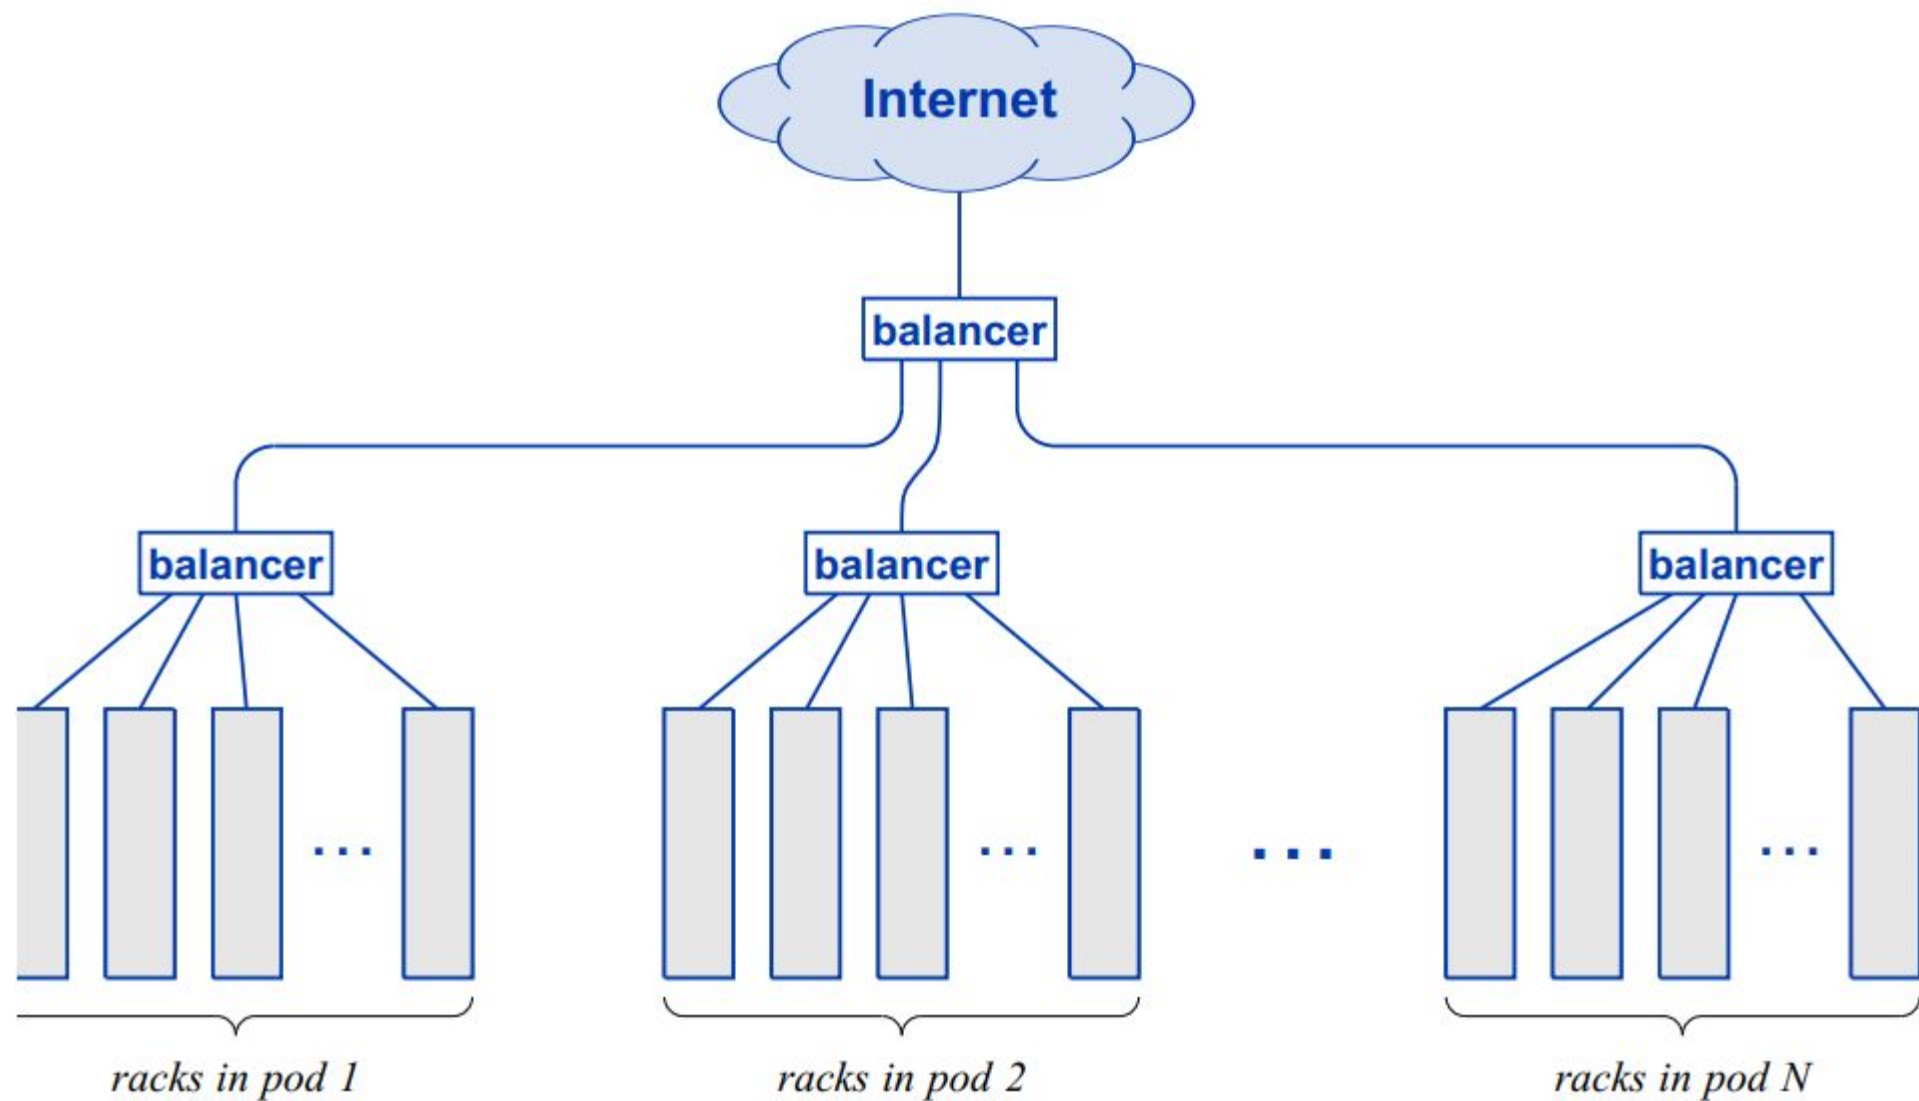 Internet
balancer
balancer
balancer
balancer
...
...
...
...
racks in pod 1
racks in pod 2
racks in pod N